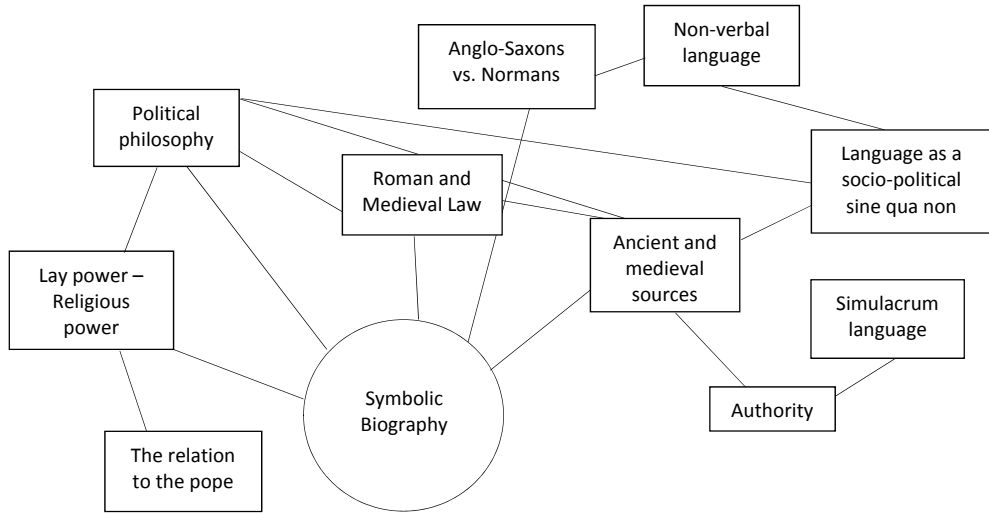 Anglo-Saxons
vs. Normans
Non-verbal
language
Political
philosophy
Roman and
Medieval Law
Language as a
socio-political
sine qua non
Ancient and
medieval
sources
Lay power –
Religious
power
Simulacrum
language
Symbolic
Biography
Authority
The relation
to the pope